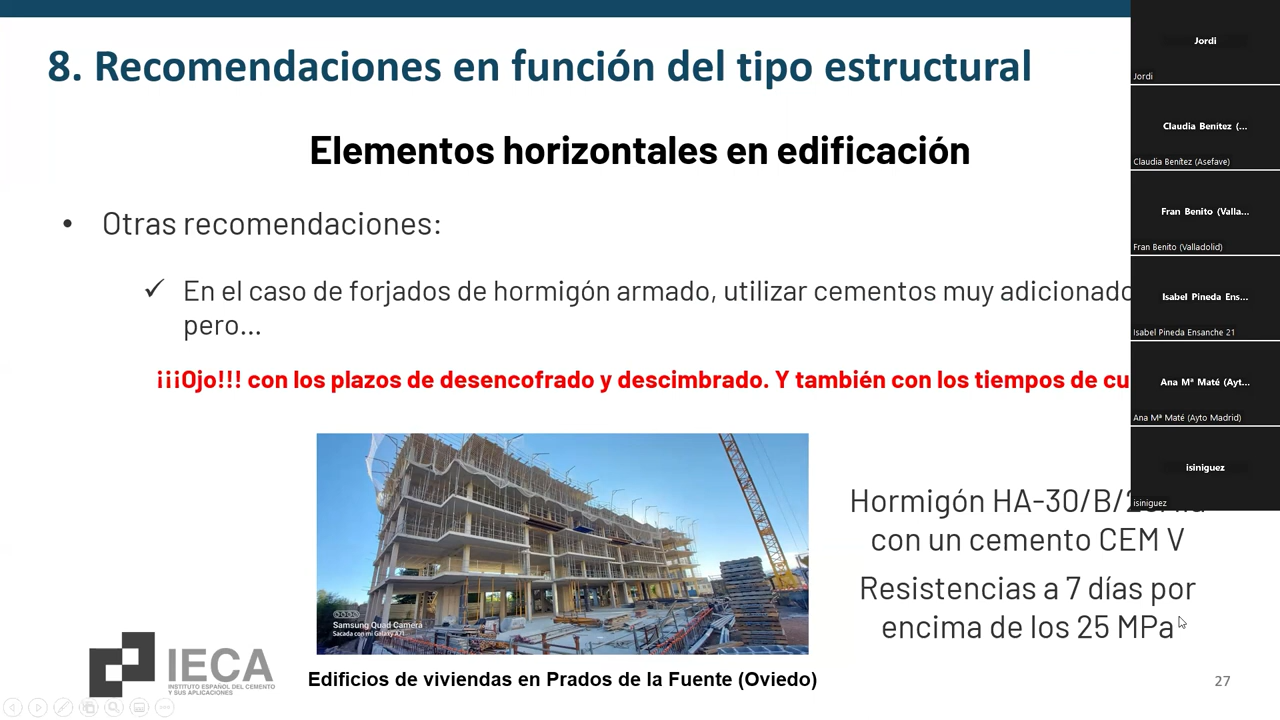 8. Recomendaciones en función del tipo estructural
Elementos horizontales en edificación
• Otras recomendaciones:
✓ En el caso de forjados de hormigón armado, utilizar cementos muy
pero...
¡¡¡Ojo!!! con los plazos de desencofrado y descimbrado. Y también con los tiempos de
Samsung Quad Camera
Sacada con mi Galaxy A71
Edificios de viviendas en Prados de la Fuente (Oviedo)
Hormigón HA-30/B/
con un cemento CEM V
Resistencias a 7 días por
encima de los 25 MPa
IECA
INSTITUTO ESPAÑOL DEL CEMENTO
Y SUS APLICACIONES
27
Jordi
Jordi
Claudia Benítez (...
Claudia Benítez (Asefave)
Fran Benito (Valla...
Fran Benito (Valladolid)
Isabel Pineda Ens...
Isabel Pineda Ensanche 21
Ana Mª Maté (Ayt...
Ana Mª Maté (Ayto Madrid)
isiniguez
isiniguez